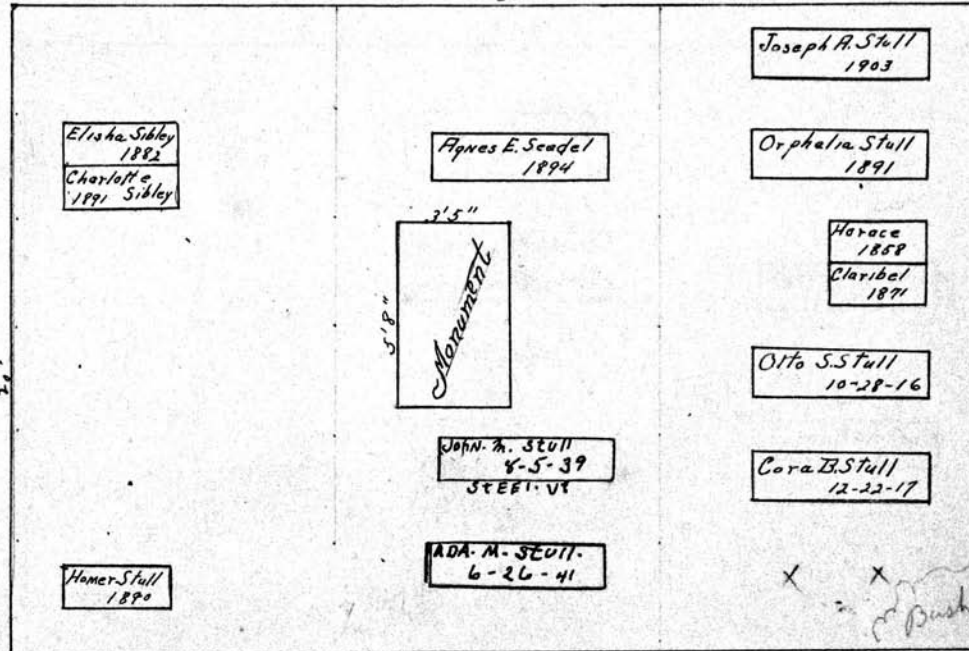 Elisha Sibley
1882
Charlotte
1891 Sibley
Homer Stull
1890
Agnes E. Seadel
1894
3'5"
5'8"
Monument
JOHN. M. Stull
8-5-39
STEEL. VT
ADA. M. Stull.
6-26-41
Joseph A. Stull
1903
Orphelia Stull
1891
Horace
1858
Claribel
1871
Otto S. Stull
10-28-16
Cora B. Stull
12-22-17
X X
Bush